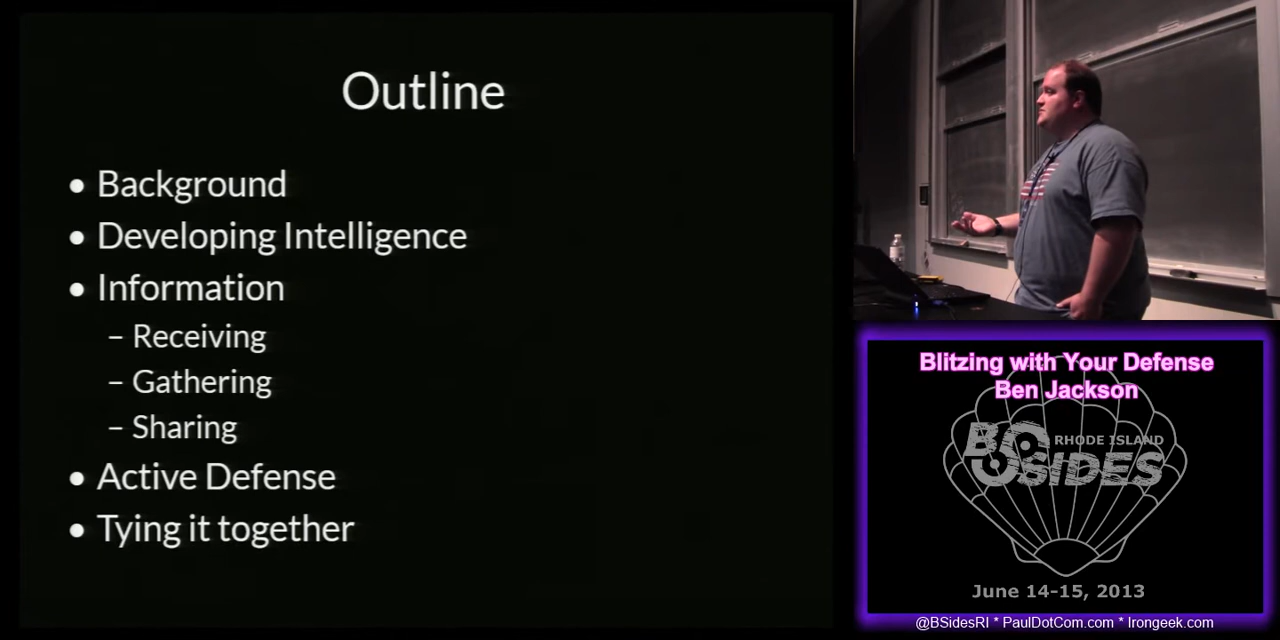 Outline
• Background
• Developing Intelligence
• Information
– Receiving
– Gathering
– Sharing
• Active Defense
• Tying it together
Blitzing with Your Defense
Ben Jackson
BSIDES
RHODE ISLAND
June 14-15, 2013
@BSidesRI * PaulDotCom.com * Irongeek.com